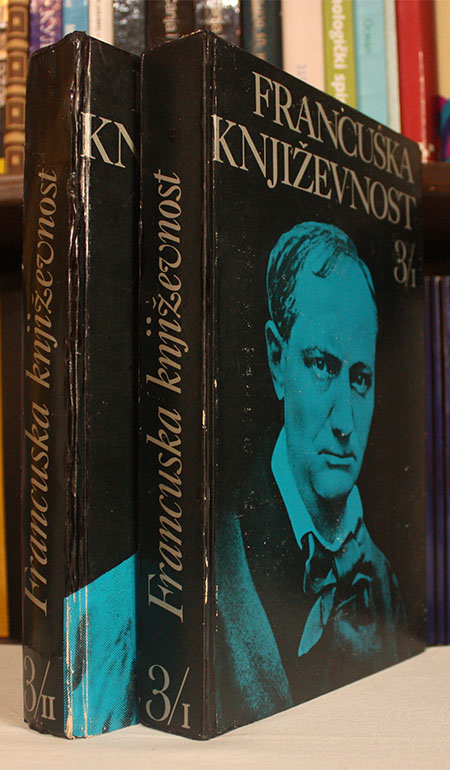 FRANCUSKA
KNJIŽEVNOST
3/I
Francuska književnost
3/I
KN
Francuska književnost
3/II